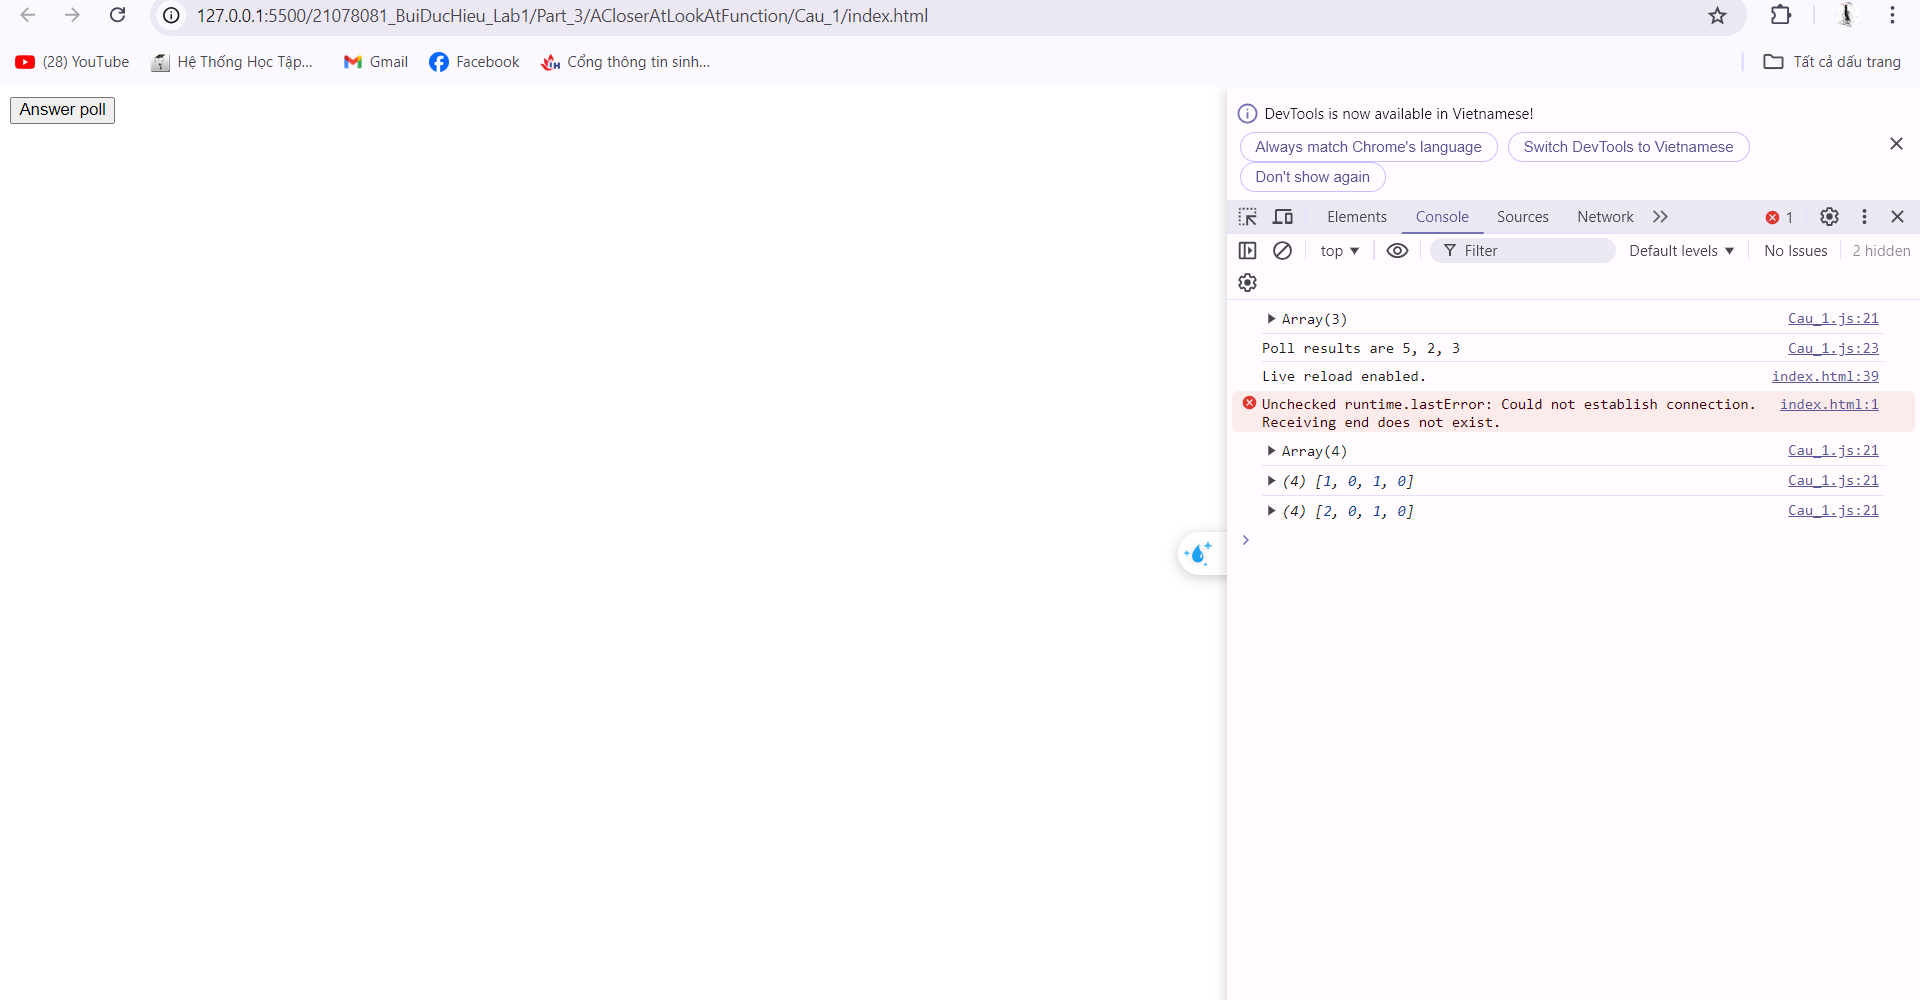 127.0.0.1:5500/21078081_BuiDucHieu_Lab1/Part_3/ACloserAtLookAtFunction/Cau_1/index.html
(28) YouTube Hệ Thống Học Tập... Gmail Facebook Cổng thông tin sinh... Tất cả dấu trang
Answer poll
DevTools is now available in Vietnamese!
Always match Chrome's language Switch DevTools to Vietnamese
Don't show again
Elements Console Sources Network 1
top Filter Default levels No Issues 2 hidden
Array(3) Cau_1.js:21
Poll results are 5, 2, 3 Cau_1.js:23
Live reload enabled. index.html:39
Unchecked runtime.lastError: Could not establish connection. index.html:1
Receiving end does not exist.
Array(4) Cau_1.js:21
(4) [1, 0, 1, 0] Cau_1.js:21
(4) [2, 0, 1, 0] Cau_1.js:21